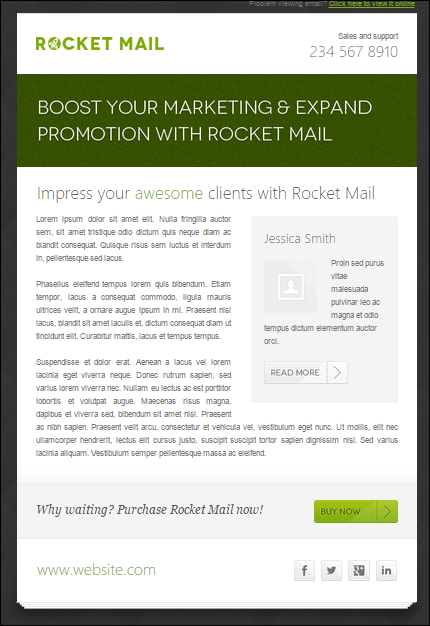 Problem viewing email? Click here to view it online
ROCKET MAIL
Sales and support
234 567 8910
BOOST YOUR MARKETING & EXPAND
PROMOTION WITH ROCKET MAIL
Impress your awesome clients with Rocket Mail
Lorem ipsum dolor sit amet elit. Nulla fringilla auctor
sem, sit amet tristique odio dictum quis neque diam ac
blandit consequat. Quisque risus sem luctus et interdum
in, pellentesque sed lacus.
Phasellus eleifend tempus lorem quis bibendum. Etiam
tempor, lacus a consequat commodo, ligula mauris
ultrices velit, a ornare augue ipsum in mi. Praesent nisl
lacus, blandit sit amet iaculis et, dictum consequat diam ut
tincidunt elit. Curabitur mattis, lacus et tempus tempus.
Suspendisse et dolor erat. Aenean a lacus vel lorem
lacinia eget viverra neque. Donec rutrum sapien, sed
varius lorem viverra nec. Nullam eu lectus ac est porttitor
lobortis et volutpat augue. Maecenas risus magna,
dapibus et viverra sed, bibendum sit amet nisl. Praesent
ac nibh sapien. Praesent velit arcu, consectetur et vehicula vel, vestibulum eget nunc. Ut mollis, elit nec
ullamcorper hendrerit, lectus elit cursus justo, suscipit suscipit tortor sapien dignissim nisl. Sed varius
lacinia aliquam. Vestibulum semper pellentesque massa ac eleifend.
Jessica Smith
Proin sed purus
vitae
malesuada
pulvinar leo ac
magna et odio
tempus dictum elementum auctor
orci.
READ MORE
Why waiting? Purchase Rocket Mail now!
BUY NOW
www.website.com
f
g+
in